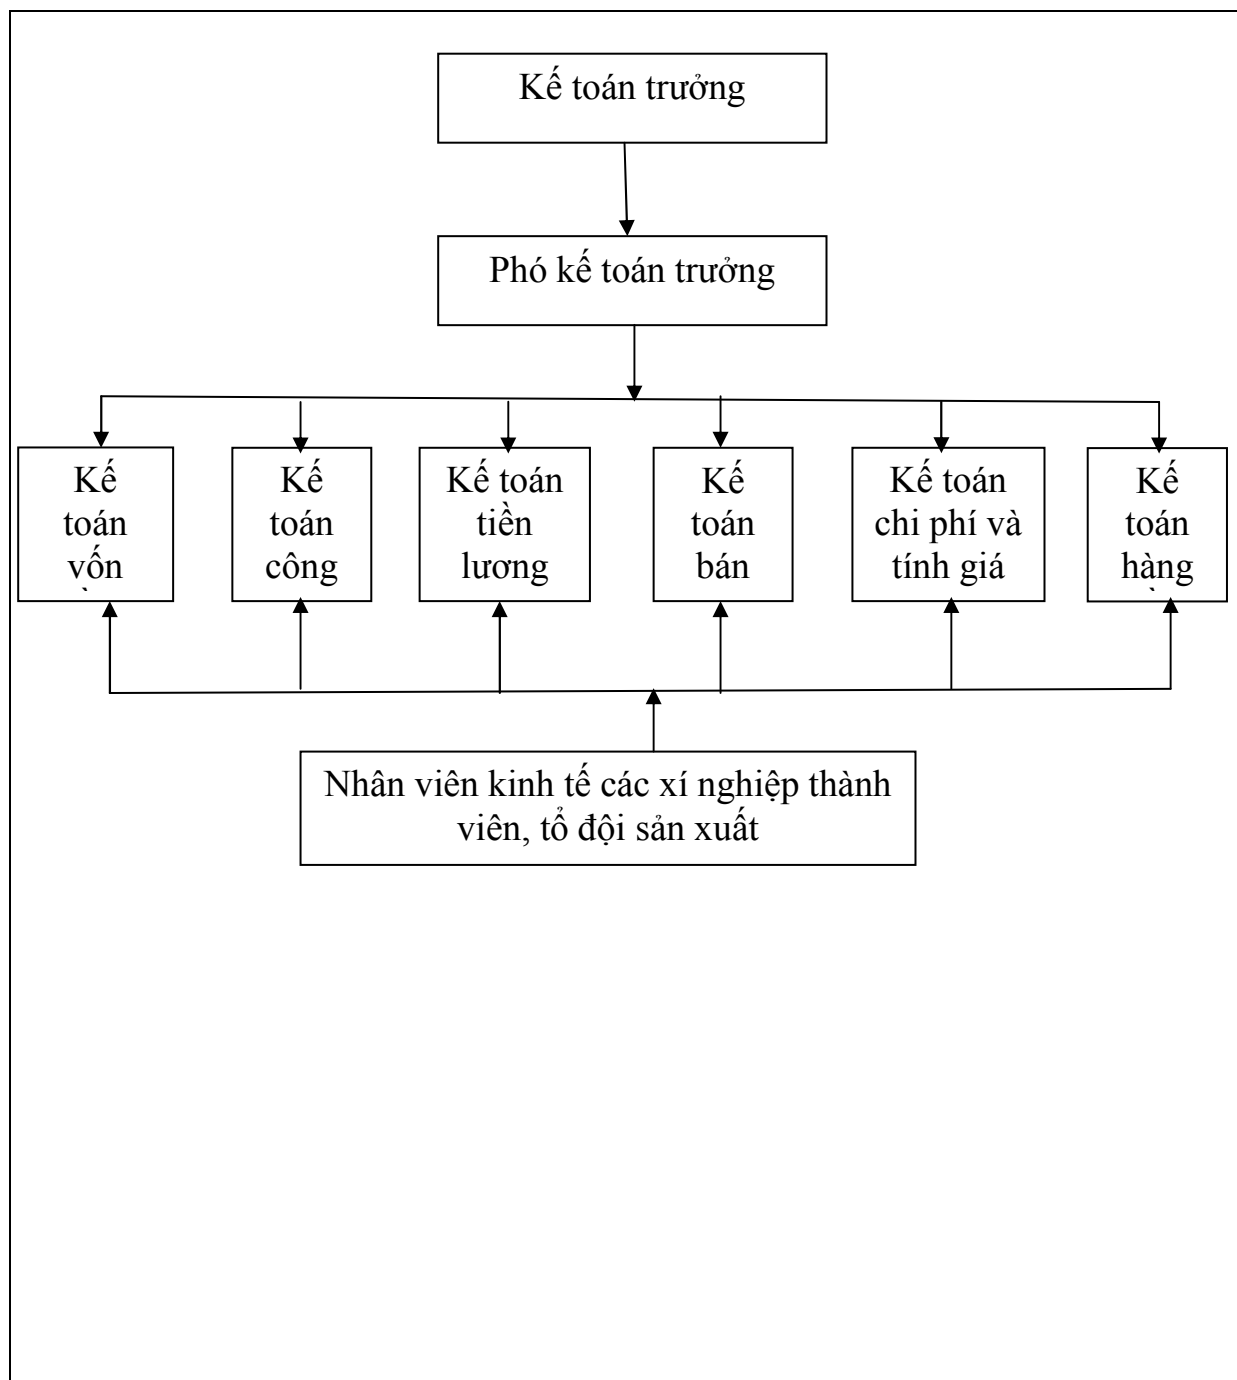 Kế toán trưởng
Phó kế toán trưởng
Kế
toán
vốn
Kế
toán
công
Kế toán
tiền
lương
Kế
toán
bán
Kế toán
chi phí và
tính giá
Kế
toán
hàng
Nhân viên kinh tế các xí nghiệp thành
viên, tổ đội sản xuất